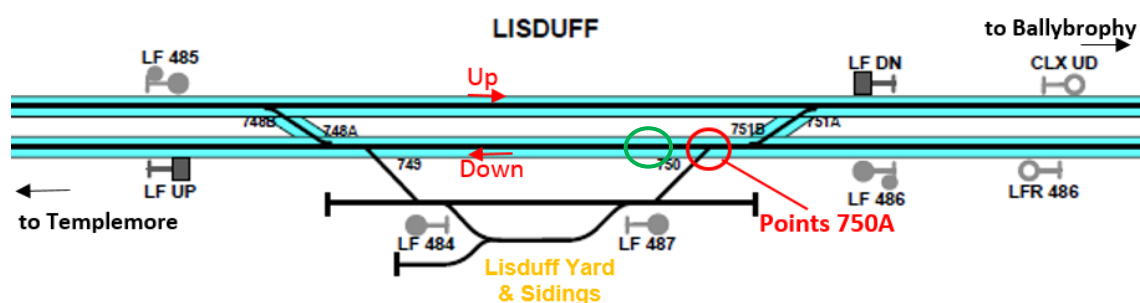 LISDUFF
to Ballybrophy
LF 485
Up
LF DN
CLX UD
748B
748A
751B
751A
749
Down
750
LF UP
LF 486
LFR 486
to Templemore
Points 750A
LF 484
LF 487
Lisduff Yard
& Sidings